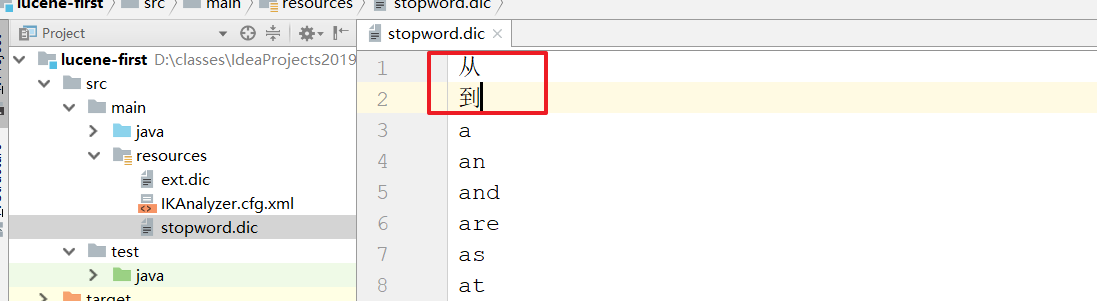 lucene-first › src › main › resources › stopword.dic ›
Project
stopword.dic ×
lucene-first D:\classes\IdeaProjects2019
src
main
java
resources
ext.dic
IKAnalyzer.cfg.xml
stopword.dic
test
java
target
1 从
2 到
3 a
4 an
5 and
6 are
7 as
8 at